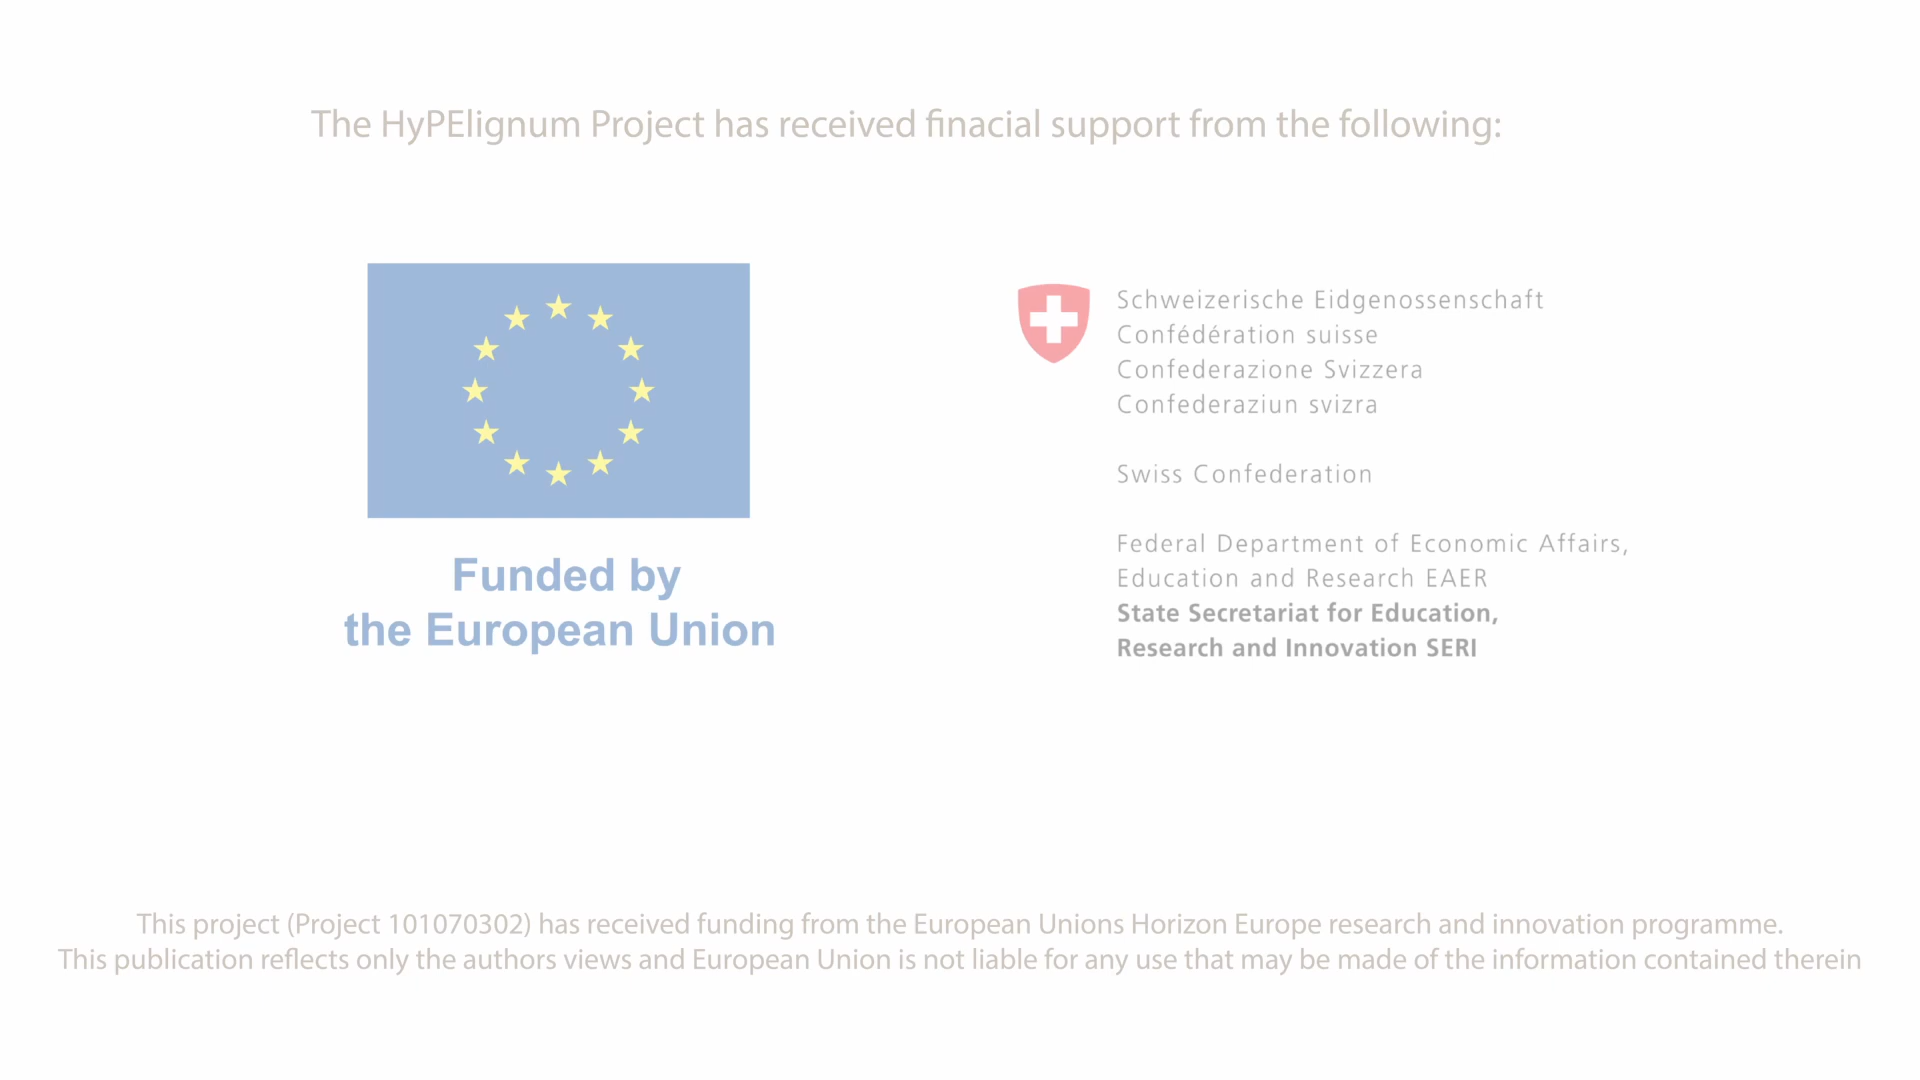 The HyPElignum Project has received finacial support from the following:
Funded by
the European Union
Schweizerische Eidgenossenschaft
Confédération suisse
Confederazione Svizzera
Confederaziun svizra
Swiss Confederation
Federal Department of Economic Affairs,
Education and Research EAER
State Secretariat for Education,
Research and Innovation SERI
This project (Project 101070302) has received funding from the European Unions Horizon Europe research and innovation programme.
This publication reflects only the authors views and European Union is not liable for any use that may be made of the information contained therein